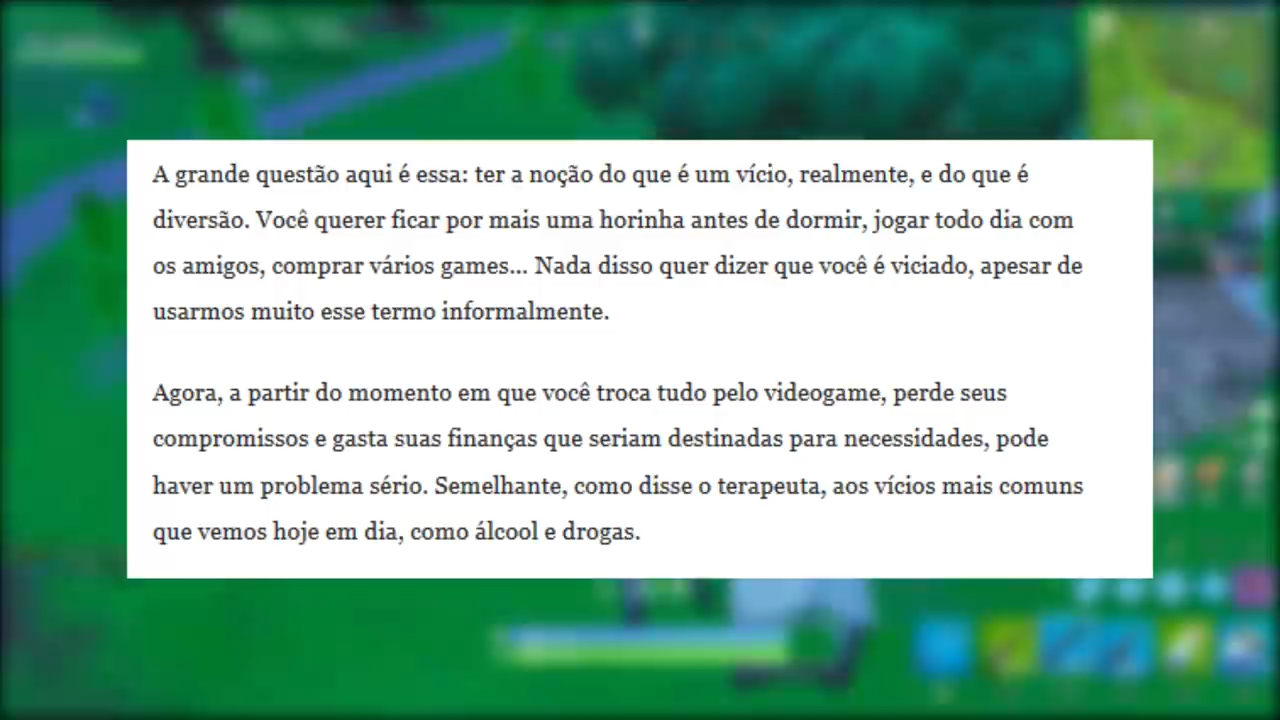 A grande questão aqui é essa: ter a noção do que é um vício, realmente, e do que é
diversão. Você querer ficar por mais uma horinha antes de dormir, jogar todo dia com
os amigos, comprar vários games... Nada disso quer dizer que você é viciado, apesar de
usarmos muito esse termo informalmente.
Agora, a partir do momento em que você troca tudo pelo videogame, perde seus
compromissos e gasta suas finanças que seriam destinadas para necessidades, pode
haver um problema sério. Semelhante, como disse o terapeuta, aos vícios mais comuns
que vemos hoje em dia, como álcool e drogas.